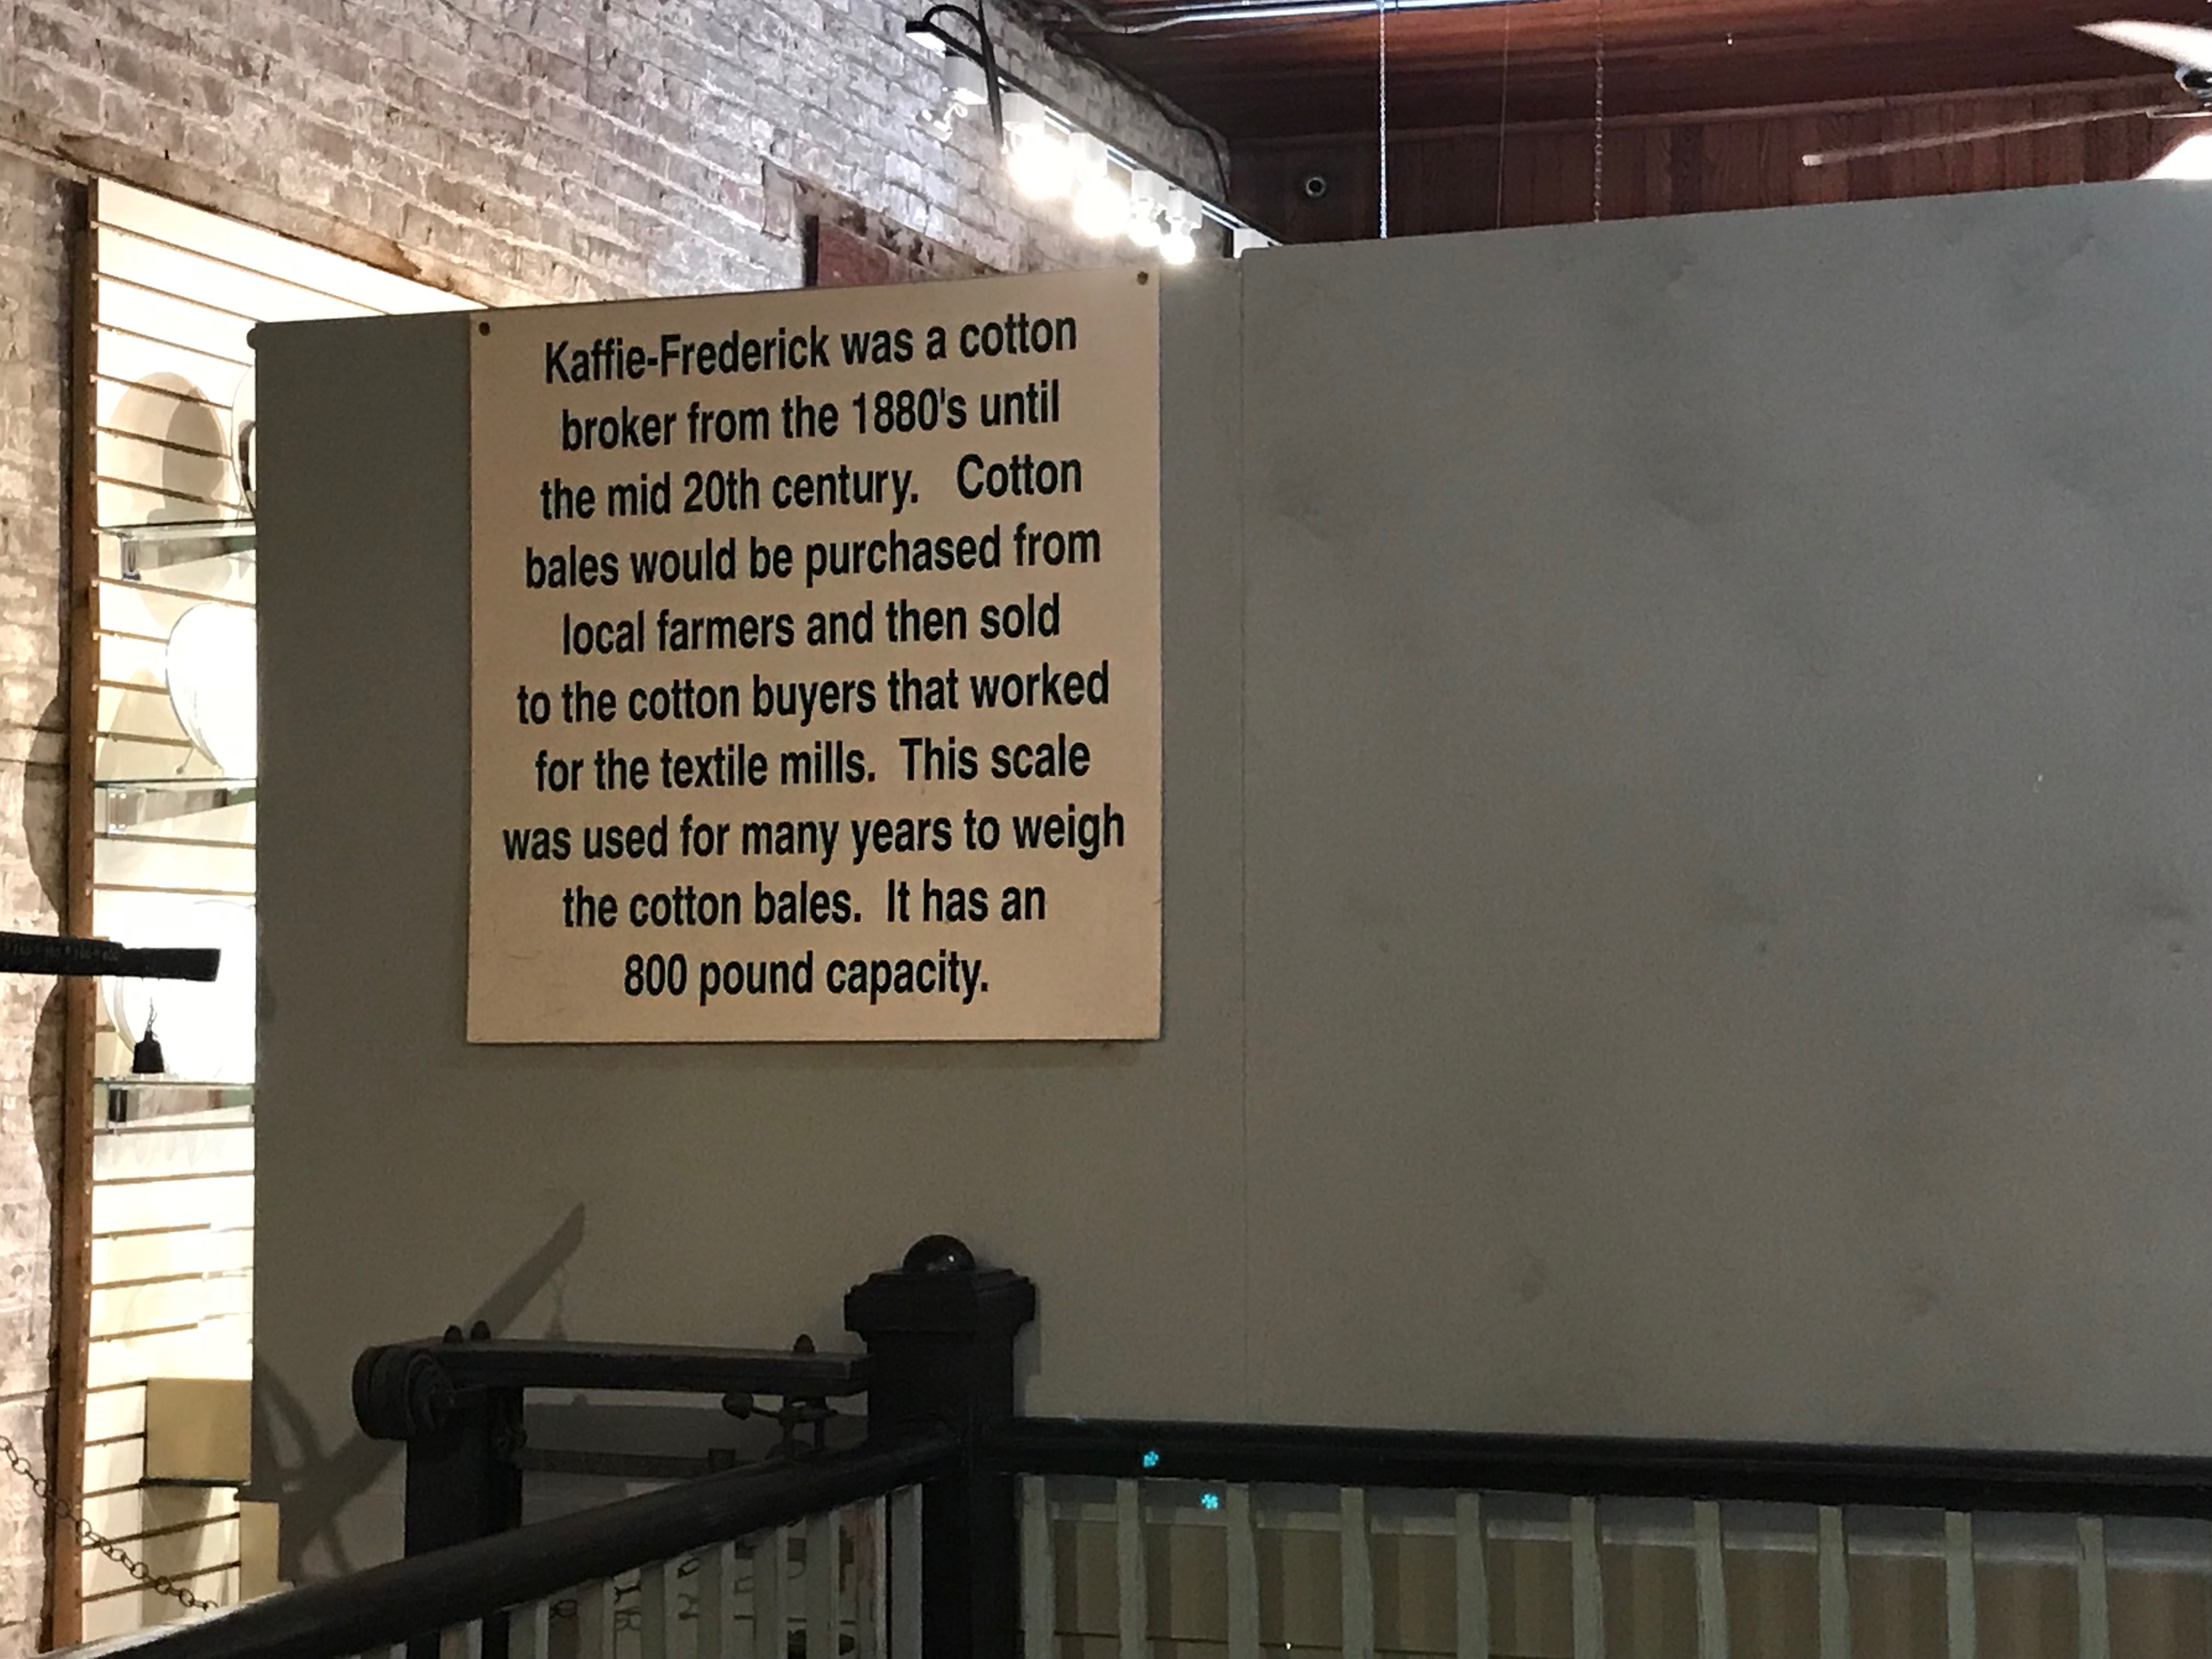 Kaffie-Frederick was a cotton
broker from the 1880's until
the mid 20th century. Cotton
bales would be purchased from
local farmers and then sold
to the cotton buyers that worked
for the textile mills. This scale
was used for many years to weigh
the cotton bales. It has an
800 pound capacity.